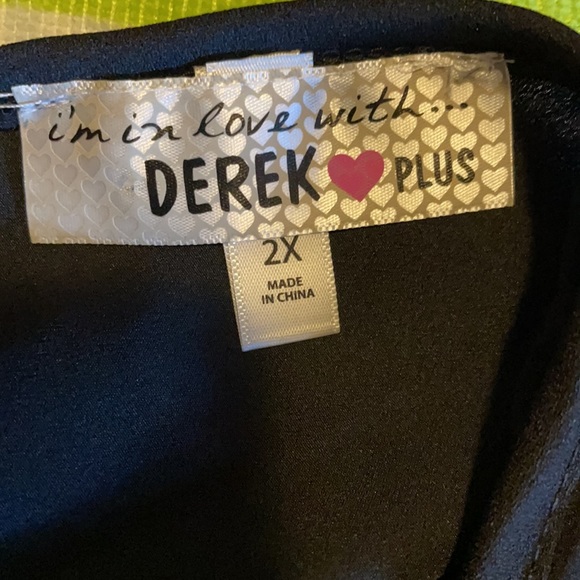 i'm in love with...
DEREK PLUS
2X
MADE
IN CHINA